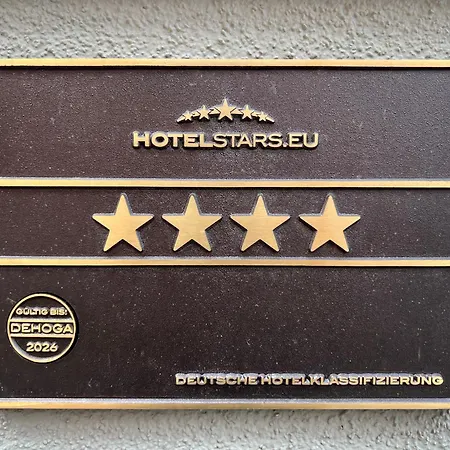 HOTELSTARS.EU
GÜLTIG BIS:
DEHOGA
2026
DEUTSCHE HOTELKLASSIFIZIERUNG